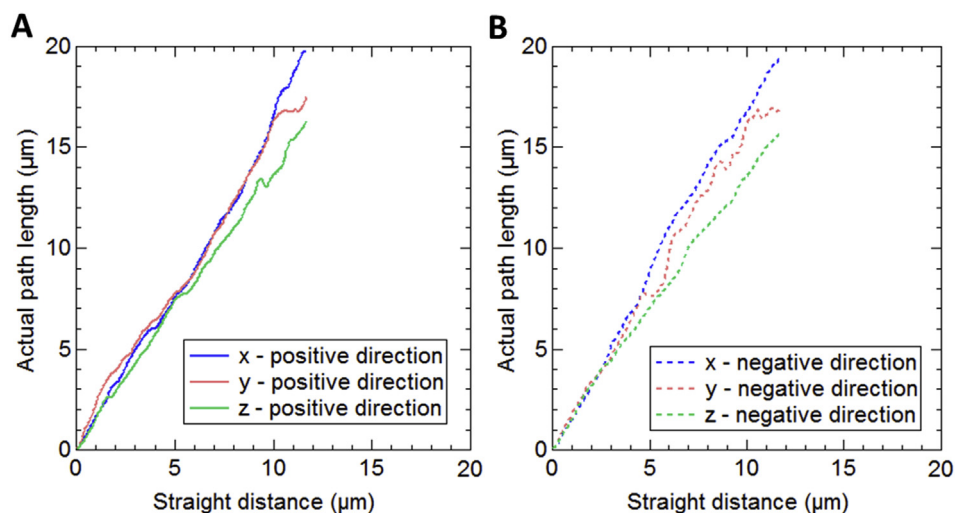 A
20
15
10
5
0
0
5
10
15
20
Actual path length (μm)
Straight distance (μm)
x - positive direction
y - positive direction
z - positive direction
B
20
15
10
5
0
0
5
10
15
20
Actual path length (μm)
Straight distance (μm)
x - negative direction
y - negative direction
z - negative direction